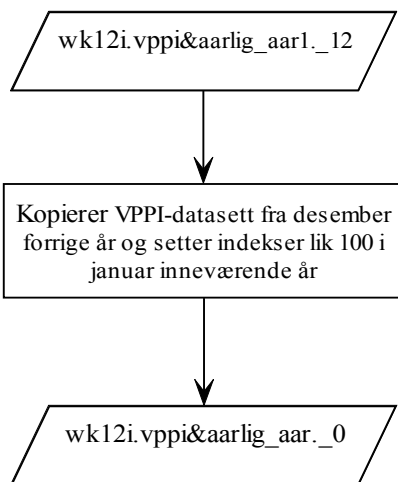 wk12i.vppi&aarlig_aar1._12
Kopierer VPPI-datasett fra desember
forrige år og setter indekser lik 100 i
januar inneværende år
wk12i.vppi&aarlig_aar._0